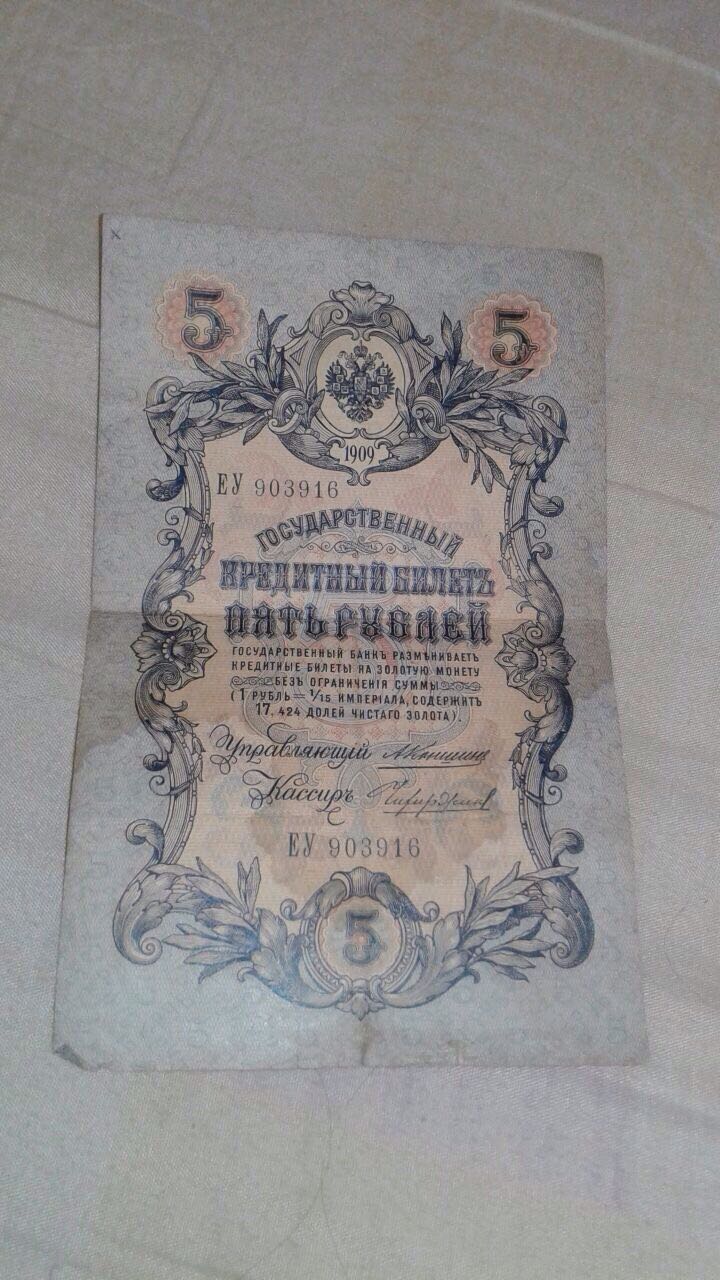 5 5
1909
ЕУ 903916
ГОСУДАРСТВЕННЫЙ
КРЕДИТНЫЙ БИЛЕТЪ
ПЯТЬ РУБЛЕЙ
ГОСУДАРСТВЕННЫЙ БАНКЪ РАЗМѢНИВАЕТЪ
КРЕДИТНЫЕ БИЛЕТЫ НА ЗОЛОТУЮ МОНЕТУ
БЕЗЪ ОГРАНИЧЕНІЯ СУММЫ
(1 РУБЛЬ = 1/15 ИМПЕРІАЛА, СОДЕРЖИТЪ
17,424 ДОЛЕЙ ЧИСТАГО ЗОЛОТА).
Управляющій
Кассиръ
ЕУ 903916
5